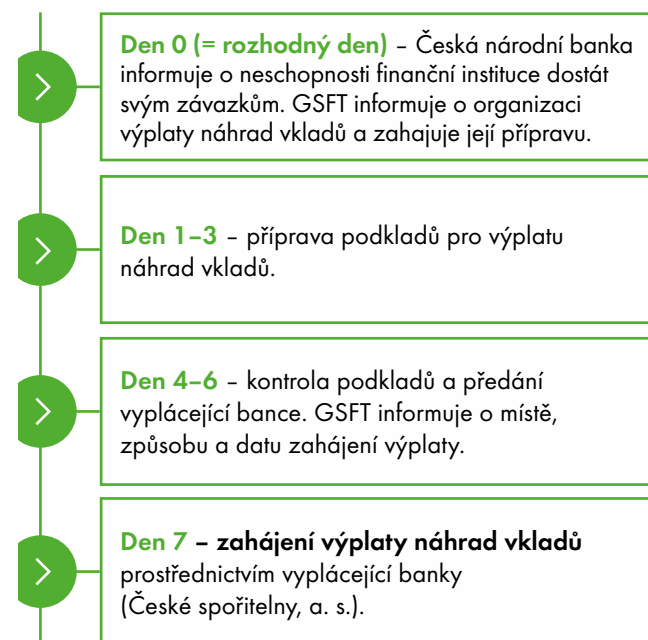 Den 0 (= rozhodný den) – Česká národní banka
informuje o neschopnosti finanční instituce dostát
svým závazkům. GSFT informuje o organizaci
výplaty náhrad vkladů a zahajuje její přípravu.
Den 1–3 – příprava podkladů pro výplatu
náhrad vkladů.
Den 4–6 – kontrola podkladů a předání
vyplácející bance. GSFT informuje o místě,
způsobu a datu zahájení výplaty.
Den 7 – zahájení výplaty náhrad vkladů
prostřednictvím vyplácející banky
(České spořitelny, a. s.).